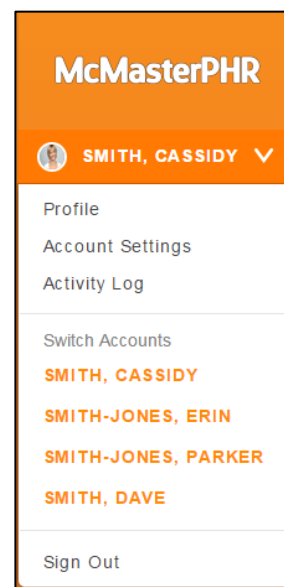 McMasterPHR
SMITH, CASSIDY
Profile
Account Settings
Activity Log
Switch Accounts
SMITH, CASSIDY
SMITH-JONES, ERIN
SMITH-JONES, PARKER
SMITH, DAVE
Sign Out